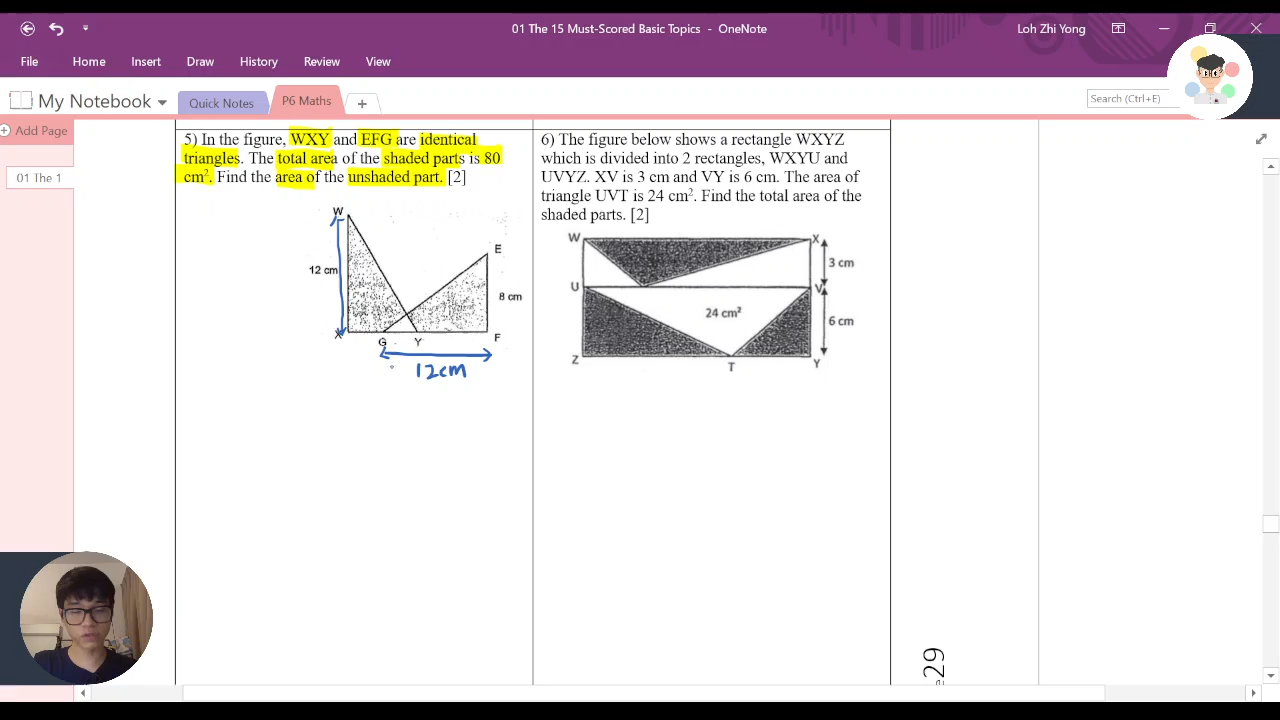 01 The 15 Must-Scored Basic Topics - OneNote
Loh Zhi Yong
File
Home
Insert
Draw
History
Review
View
My Notebook
Quick Notes
P6 Maths
+
Search (Ctrl+E)
+ Add Page
01 The 1
5) In the figure, WXY and EFG are identical
triangles. The total area of the shaded parts is 80
cm². Find the area of the unshaded part. [2]
W
E
12 cm
8 cm
X
G
Y
F
12cm
6) The figure below shows a rectangle WXYZ
which is divided into 2 rectangles, WXYU and
UVYZ. XV is 3 cm and VY is 6 cm. The area of
triangle UVT is 24 cm². Find the total area of the
shaded parts. [2]
W
X
3 cm
U
V
24 cm²
6 cm
Z
T
Y
29